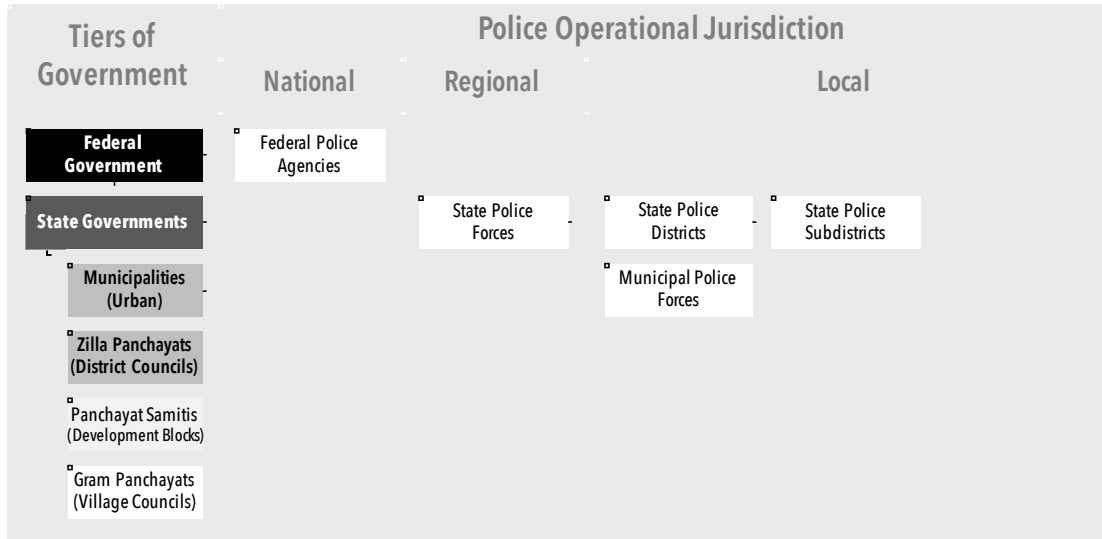 Tiers of
Government
Police Operational Jurisdiction
National
Regional
Local
Federal
Government
Federal Police
Agencies
State Governments
State Police
Forces
State Police
Districts
State Police
Subdistricts
Municipalities
(Urban)
Municipal Police
Forces
Zilla Panchayats
(District Councils)
Panchayat Samitis
(Development Blocks)
Gram Panchayats
(Village Councils)